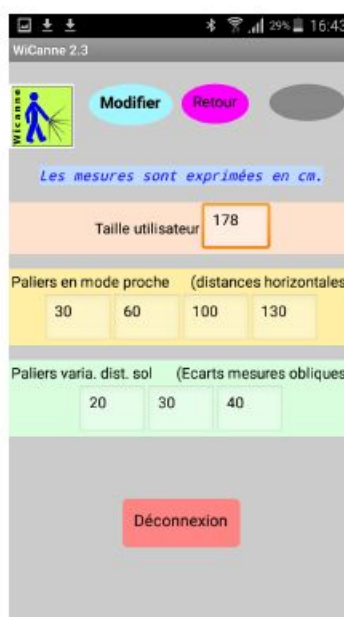 29% 16:43
WiCanne 2.3
Wicanne
Modifier
Retour
Les mesures sont exprimées en cm.
Taille utilisateur 178
Paliers en mode proche (distances horizontales
30 60 100 130
Paliers varia. dist. sol (Ecarts mesures obliques
20 30 40
Déconnexion